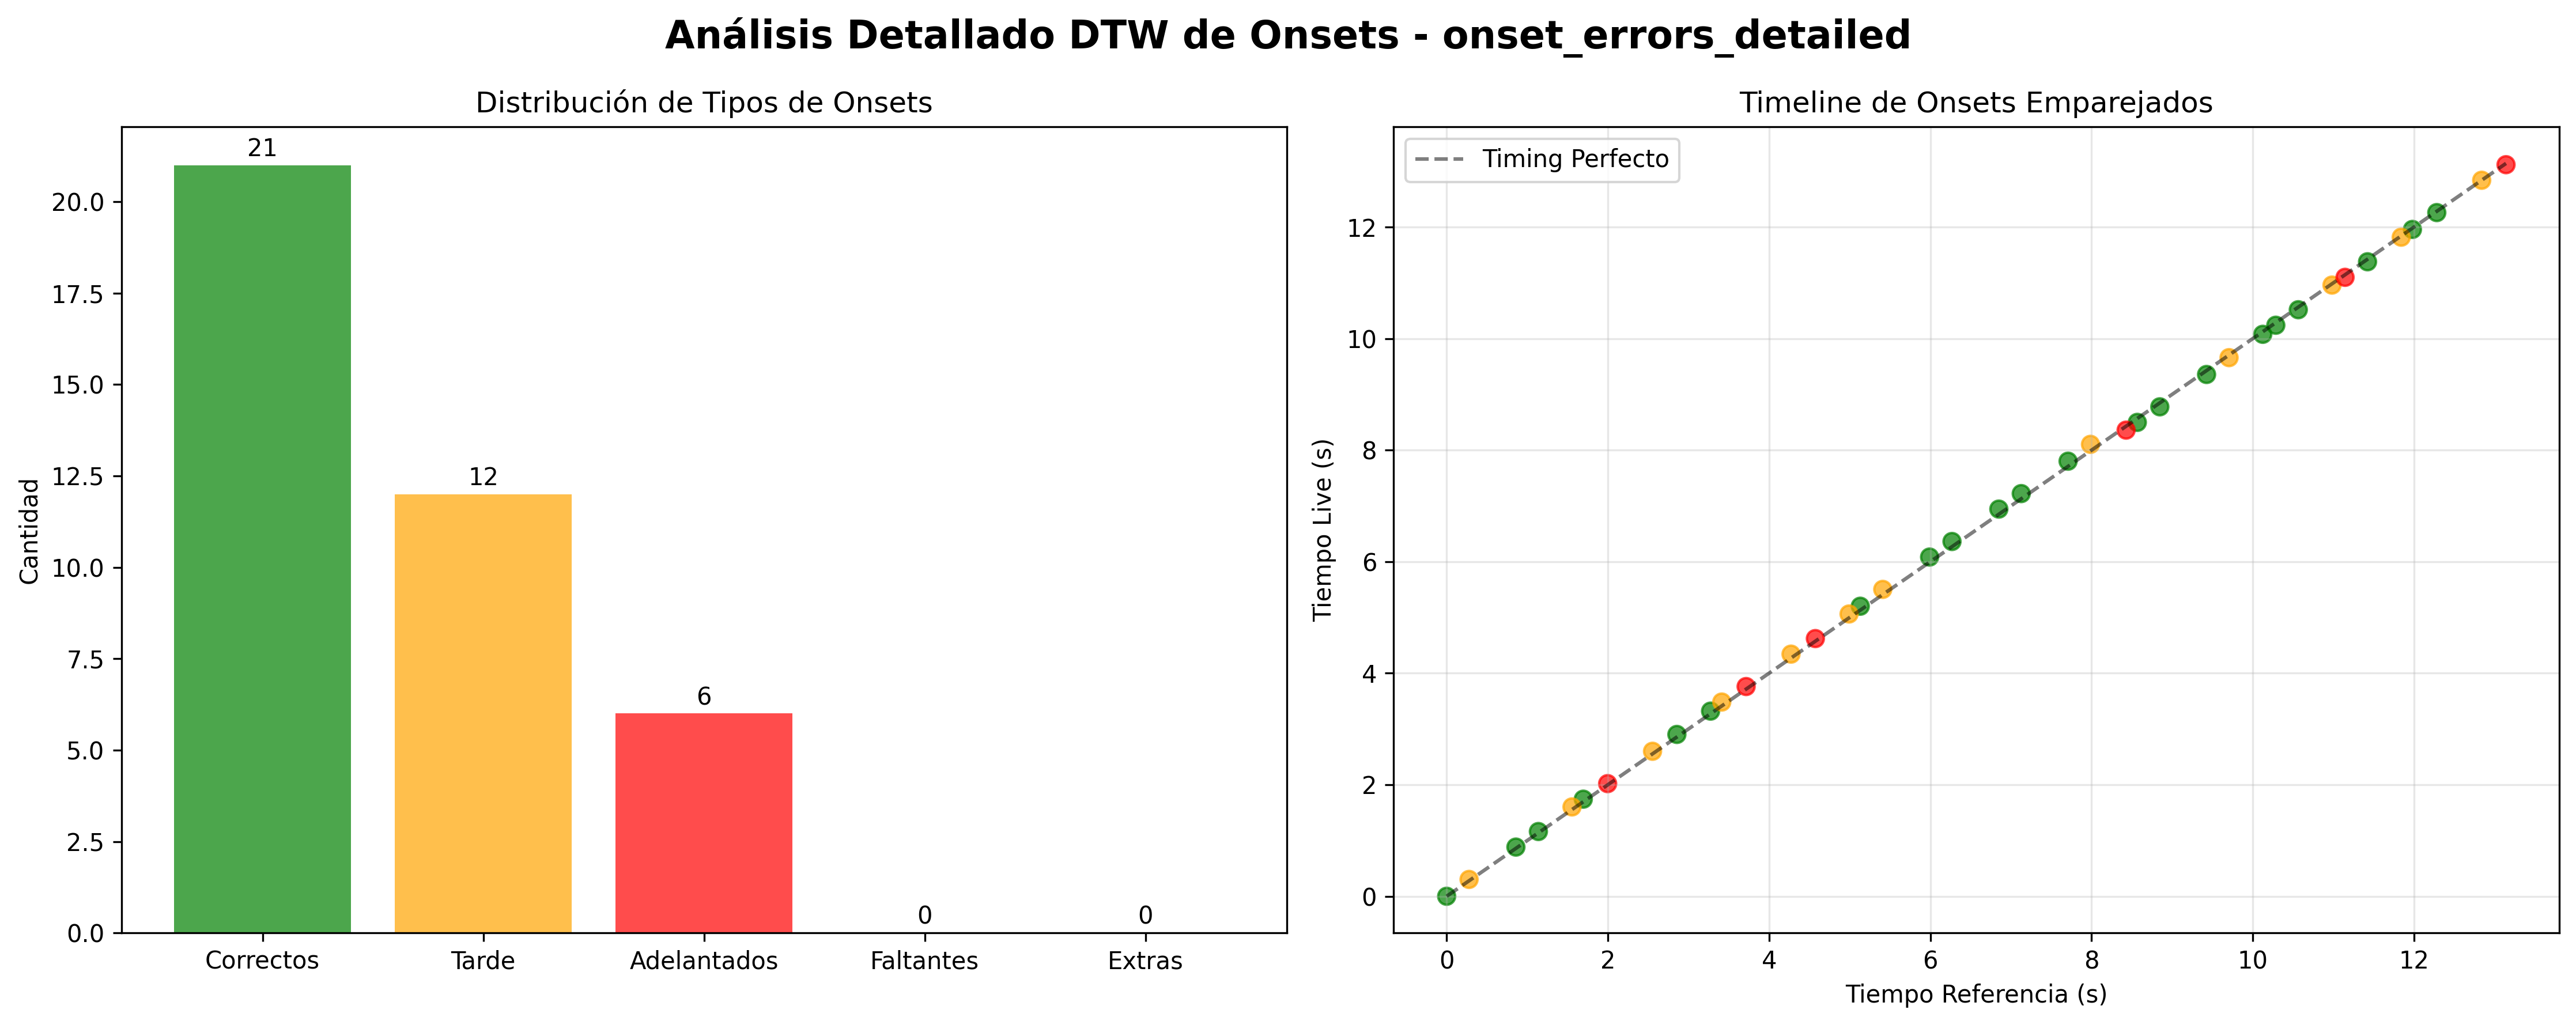 Análisis Detallado DTW de Onsets - onset_errors_detailed
Distribución de Tipos de Onsets
21
12
6
0
0
20.0
17.5
15.0
12.5
10.0
7.5
5.0
2.5
0.0
Cantidad
Correctos
Tarde
Adelantados
Faltantes
Extras
Timeline de Onsets Emparejados
Timing Perfecto
12
10
8
6
4
2
0
Tiempo Live (s)
0
2
4
6
8
10
12
Tiempo Referencia (s)